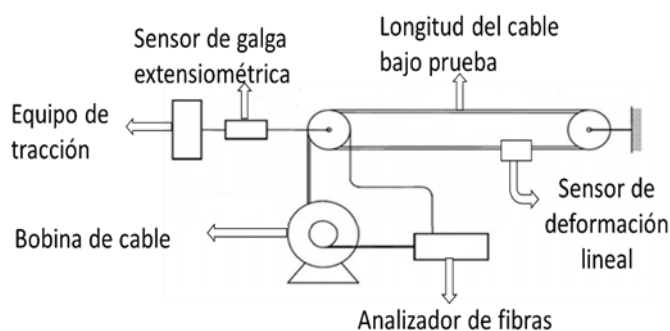 Sensor de galga
extensiométrica
Longitud del cable
bajo prueba
Equipo de
tracción
Bobina de cable
Sensor de
deformación
lineal
Analizador de fibras